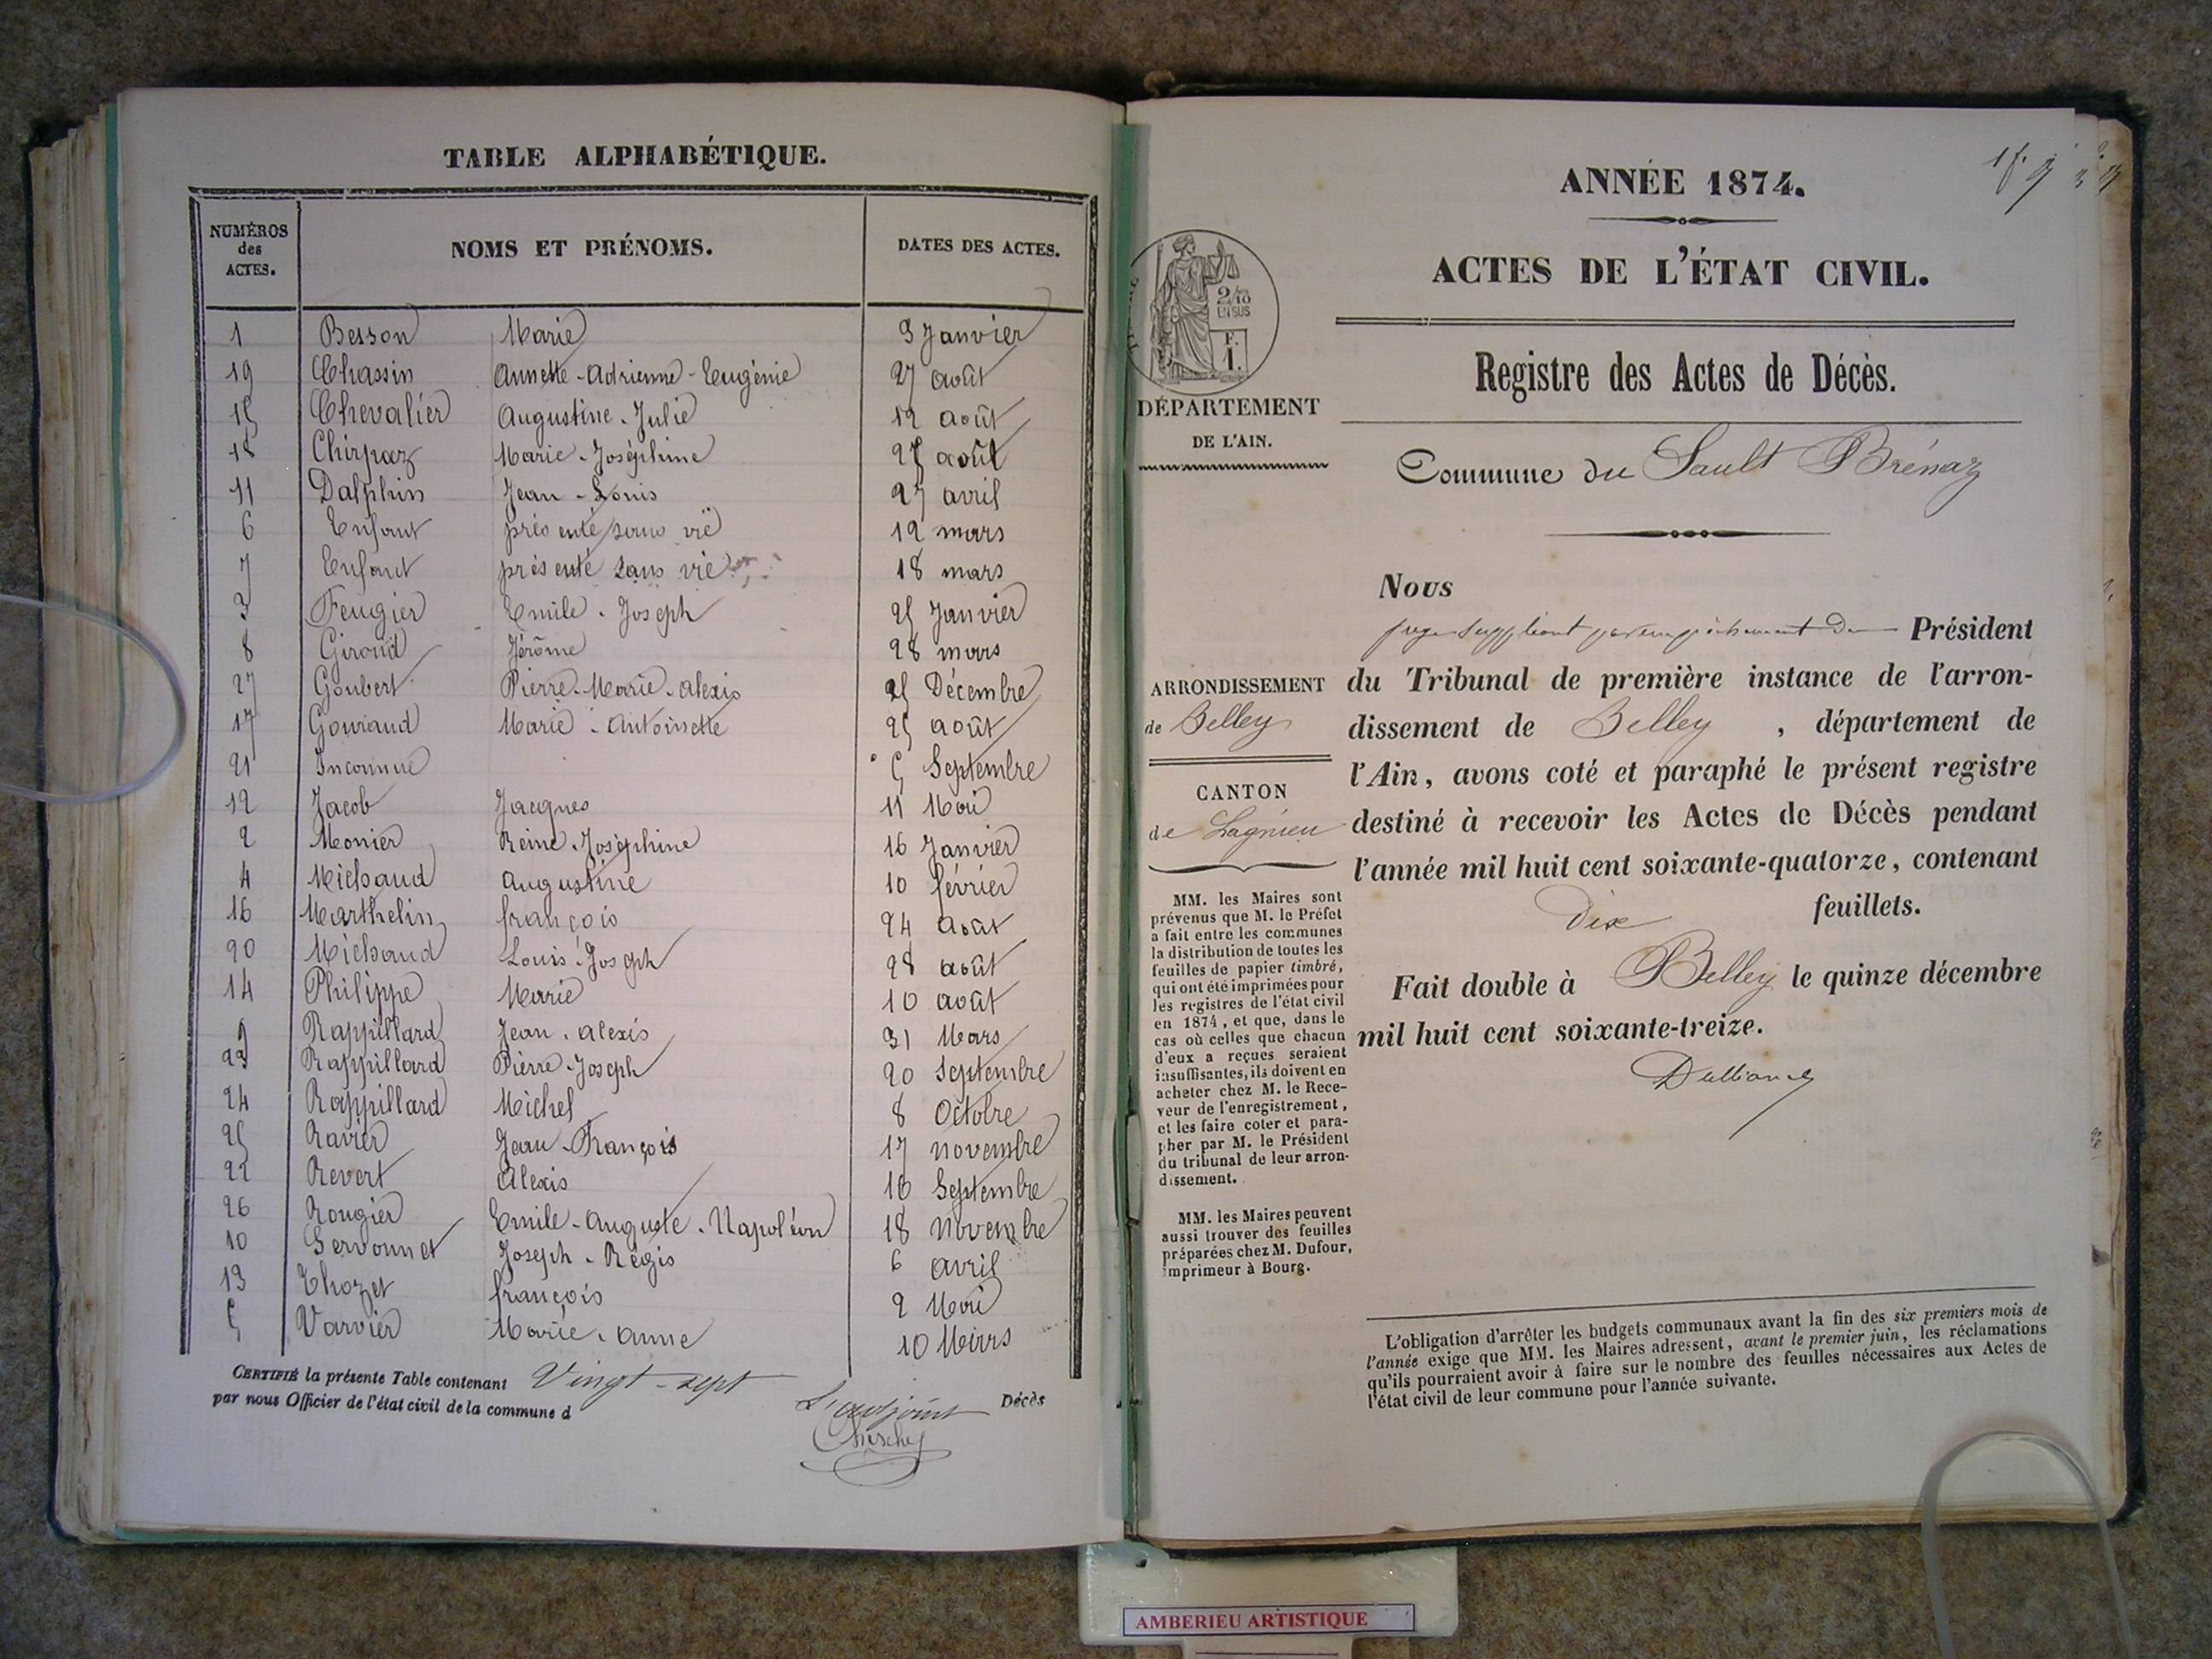 TABLE ALPHABÉTIQUE.
NUMÉROS des ACTES. NOMS ET PRÉNOMS. DATES DES ACTES.
1 Besson Marie 3 Janvier
19 Chassin Annette-Adrienne-Eugénie 27 août
15 Chevalier Augustine-Julie 12 août
18 Chirpaz Marie-Joséphine 25 août
11 Dalphin Jean-Louis 27 avril
6 Enfant présenté sans vie 12 mars
7 Enfant présenté sans vie 18 mars
3 Feugier Emile-Joseph 25 Janvier
8 Giroud Jérôme 28 mars
27 Goubert Pierre-Marie-Alexis 25 Décembre
17 Gouraud Marie-Antoinette 25 août
21 Inconnue 5 Septembre
12 Jacob Jacques 11 Mai
2 Monier Reine-Joséphine 16 Janvier
4 Michaud Augustine 10 février
16 Marthelin françois 24 Août
20 Michaud Louis-Joseph 28 août
14 Philippe Marie 10 août
9 Rappillard Jean-Alexis 31 Mars
23 Rappillard Pierre-Joseph 20 Septembre
24 Rappillard Michel 8 Octobre
25 Ravier Jean-François 17 novembre
22 Revert Alexis 16 Septembre
26 Rougier Emile-Auguste-Napoléon 18 Novembre
10 Servonnet Joseph-Régis 6 avril
13 Thozet françois 2 Mai
5 Varvier Marie-Anne 10 Mars
CERTIFIÉ la présente Table contenant Vingt-sept Décès
par nous Officier de l'état civil de la commune d
L'adjoint
ANNÉE 1874.
ACTES DE L'ÉTAT CIVIL.
Registre des Actes de Décès.
2/10
EN SUS
F.
1.
DÉPARTEMENT
DE L'AIN.
Commune du Sault Brénaz
Nous
juge suppléant par empêchement du Président
du Tribunal de première instance de l'arron-
dissement de Belley, département de
l'Ain, avons coté et paraphé le présent registre
destiné à recevoir les Actes de Décès pendant
l'année mil huit cent soixante-quatorze, contenant
dix feuillets.
Fait double à Belley le quinze décembre
mil huit cent soixante-treize.
ARRONDISSEMENT
de Belley
CANTON
de Lagnieu
MM. les Maires sont
prévenus que M. le Préfet
a fait entre les communes
la distribution de toutes les
feuilles de papier timbré,
qui ont été imprimées pour
les registres de l'état civil
en 1874, et que, dans le
cas où celles que chacun
d'eux a reçues seraient
insuffisantes, ils doivent en
acheter chez M. le Rece-
veur de l'enregistrement,
et les faire coter et para-
pher par M. le Président
du tribunal de leur arron-
dissement.
MM. les Maires peuvent
aussi trouver des feuilles
préparées chez M. Dufour,
imprimeur à Bourg.
L'obligation d'arrêter les budgets communaux avant la fin des six premiers mois de
l'année exige que MM. les Maires adressent, avant le premier juin, les réclamations
qu'ils pourraient avoir à faire sur le nombre des feuilles nécessaires aux Actes de
l'état civil de leur commune pour l'année suivante.
AMBERIEU ARTISTIQUE